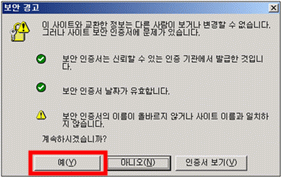 보안 경고
이 사이트와 교환한 정보는 다른 사람이 보거나 변경할 수 없습니다.
그러나 사이트 보안 인증서에 문제가 있습니다.
보안 인증서는 신뢰할 수 있는 인증 기관에서 발급한 것입니
다.
보안 인증서 날짜가 유효합니다.
보안 인증서의 이름이 올바르지 않거나 사이트 이름과 일치하
지 않습니다.
계속하시겠습니까?
예(Y) 아니오(N) 인증서 보기(V)